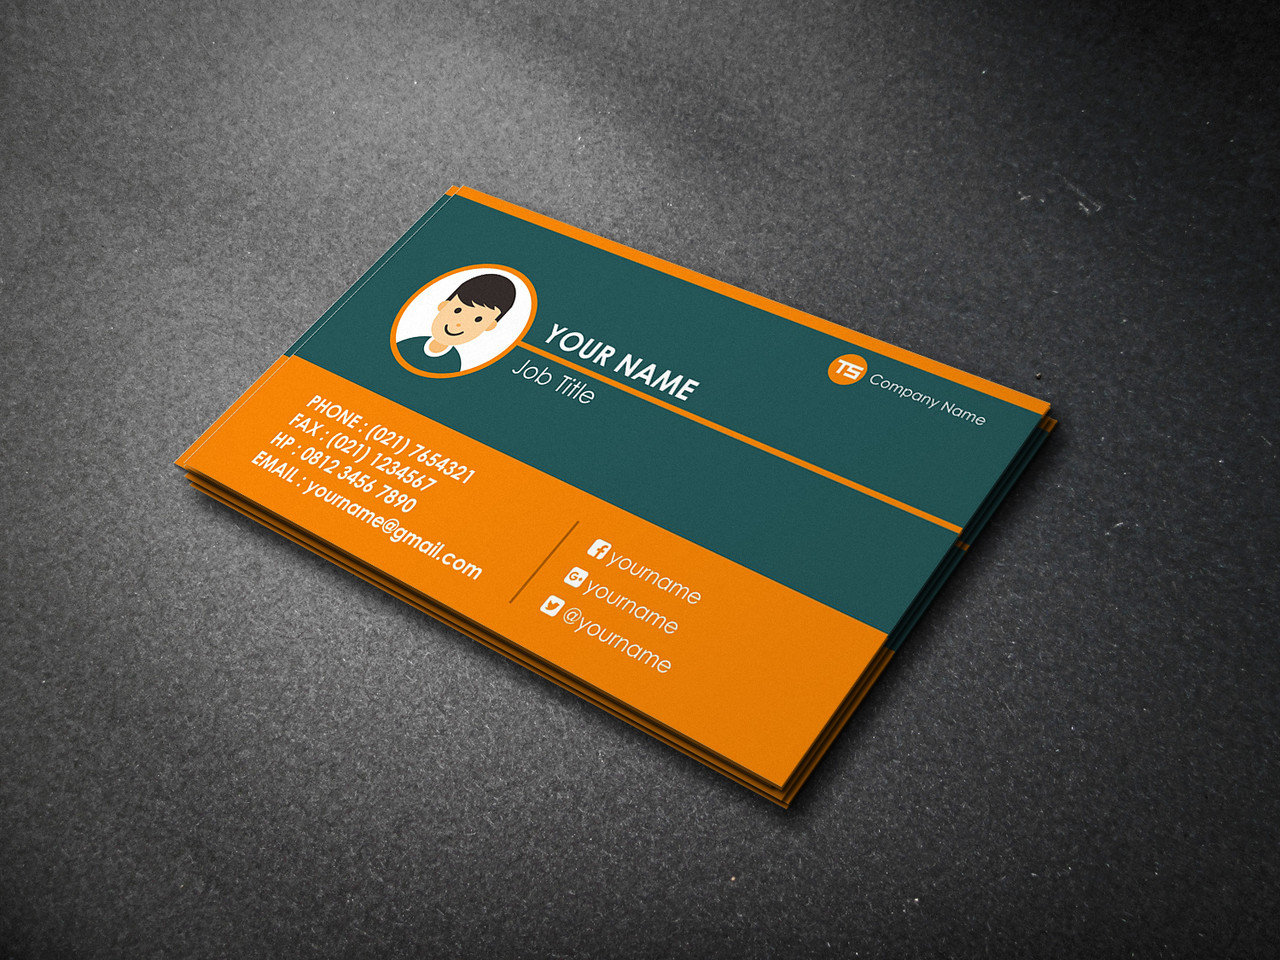 YOUR NAME
Job Title
TS
Company Name
PHONE : (021) 7654321
FAX : (021) 1234567
HP : 0812 3456 7890
EMAIL : yourname@gmail.com
f yourname
G+ yourname
@yourname